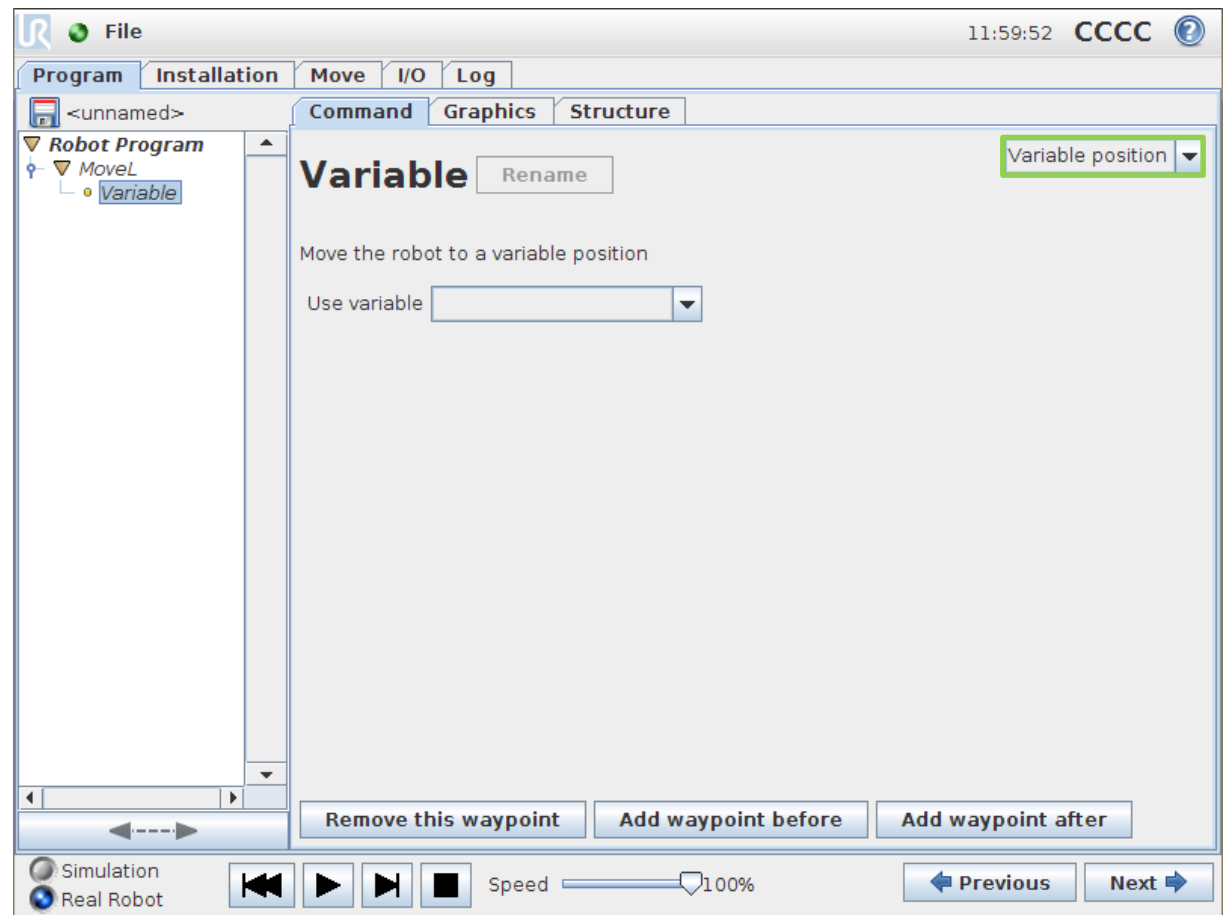 UR File 11:59:52 CCCC ?
Program Installation Move I/O Log
<unnamed> Command Graphics Structure
Robot Program
MoveL
Variable
Variable Rename Variable position
Move the robot to a variable position
Use variable
Remove this waypoint Add waypoint before Add waypoint after
Simulation
Real Robot
Speed 100% Previous Next